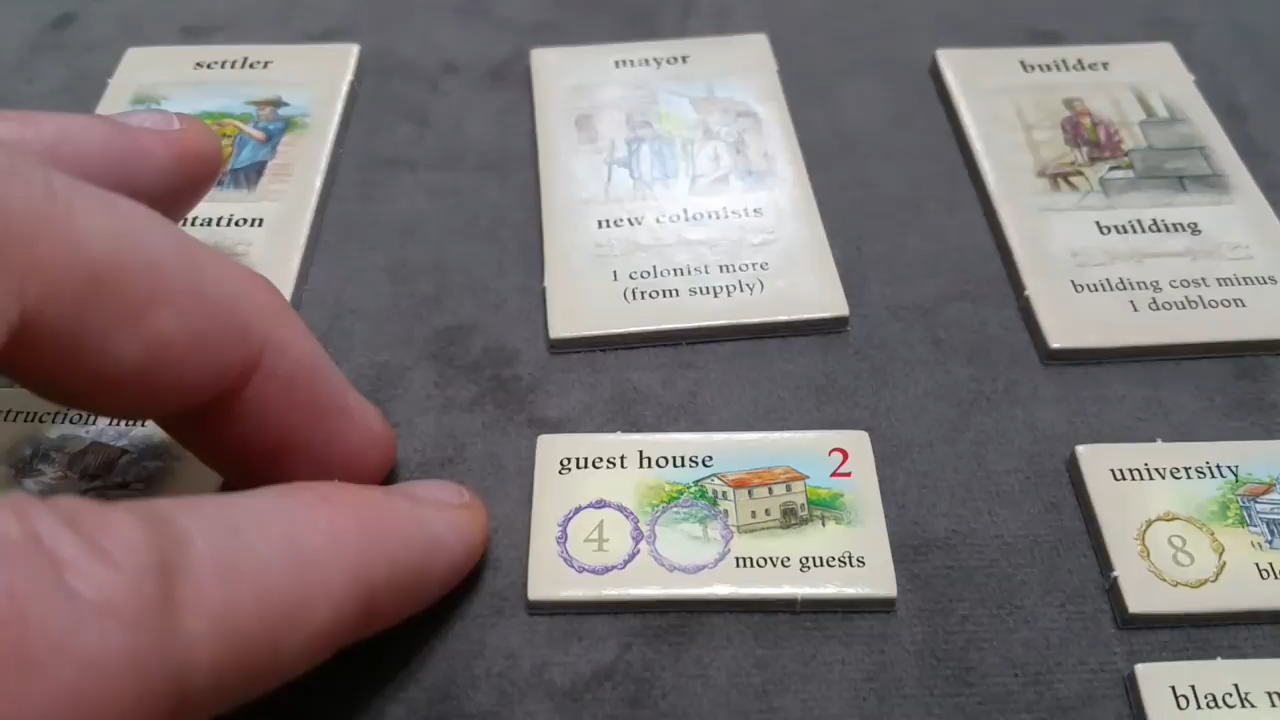 settler
mayor
builder
new colonists
building
1 colonist more
(from supply)
building cost minus
1 doubloon
guest house 2
4
move guests
university
8
black